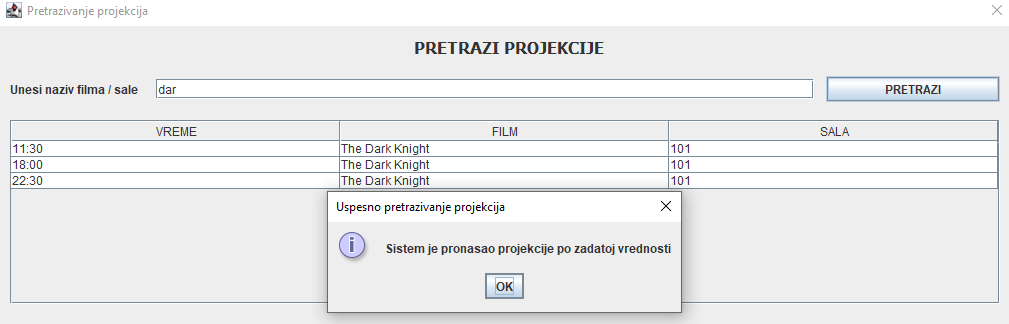 Pretrazivanje projekcija
PRETRAZI PROJEKCIJE
Unesi naziv filma / sale dar PRETRAZI
VREME FILM SALA
11:30 The Dark Knight 101
18:00 The Dark Knight 101
22:30 The Dark Knight 101
Uspesno pretrazivanje projekcija
Sistem je pronasao projekcije po zadatoj vrednosti
OK